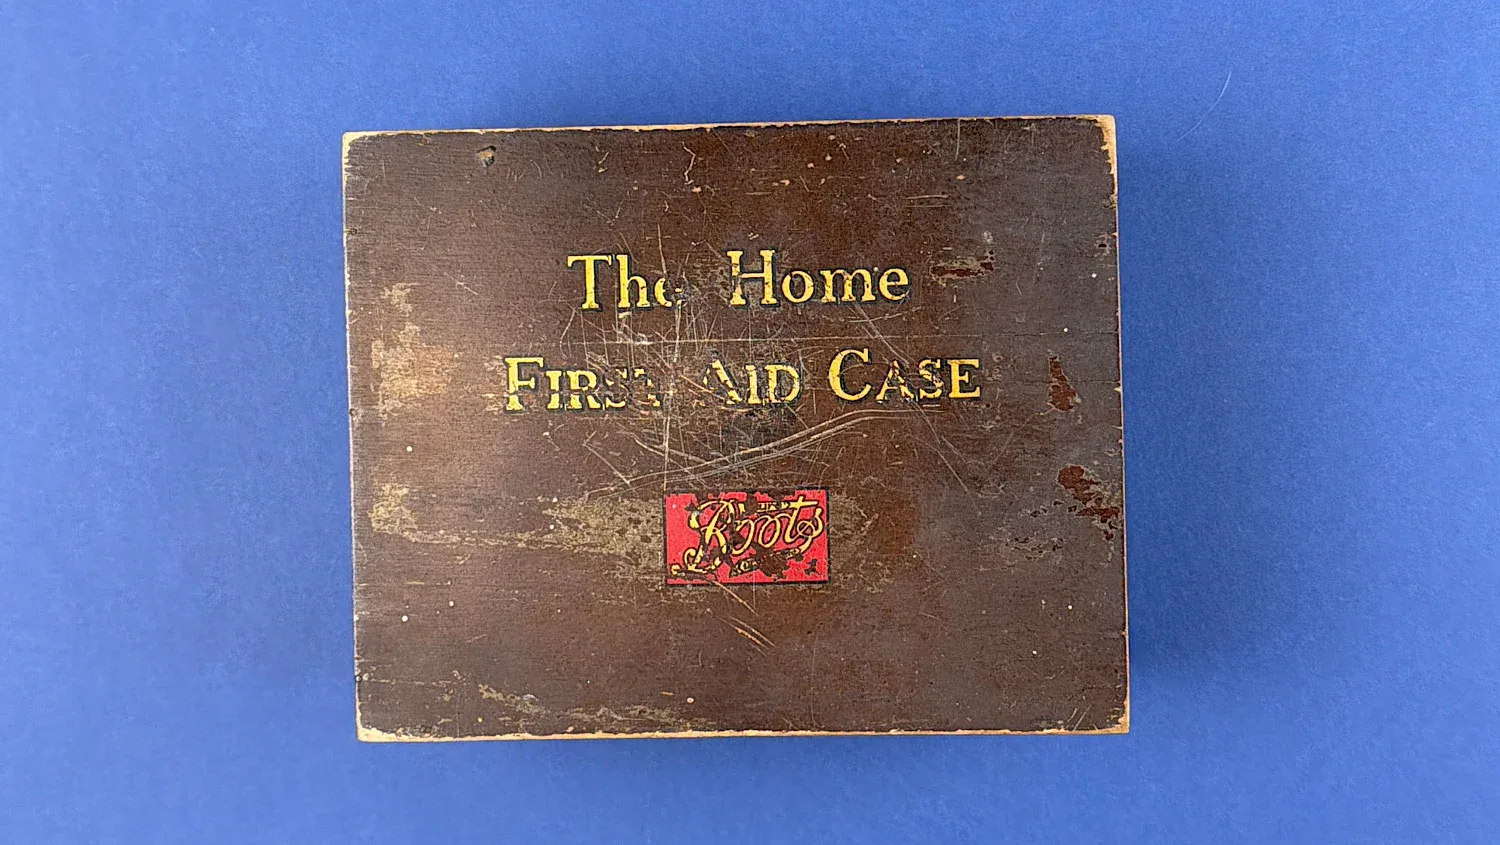 The Home
FIRST AID CASE
Boots